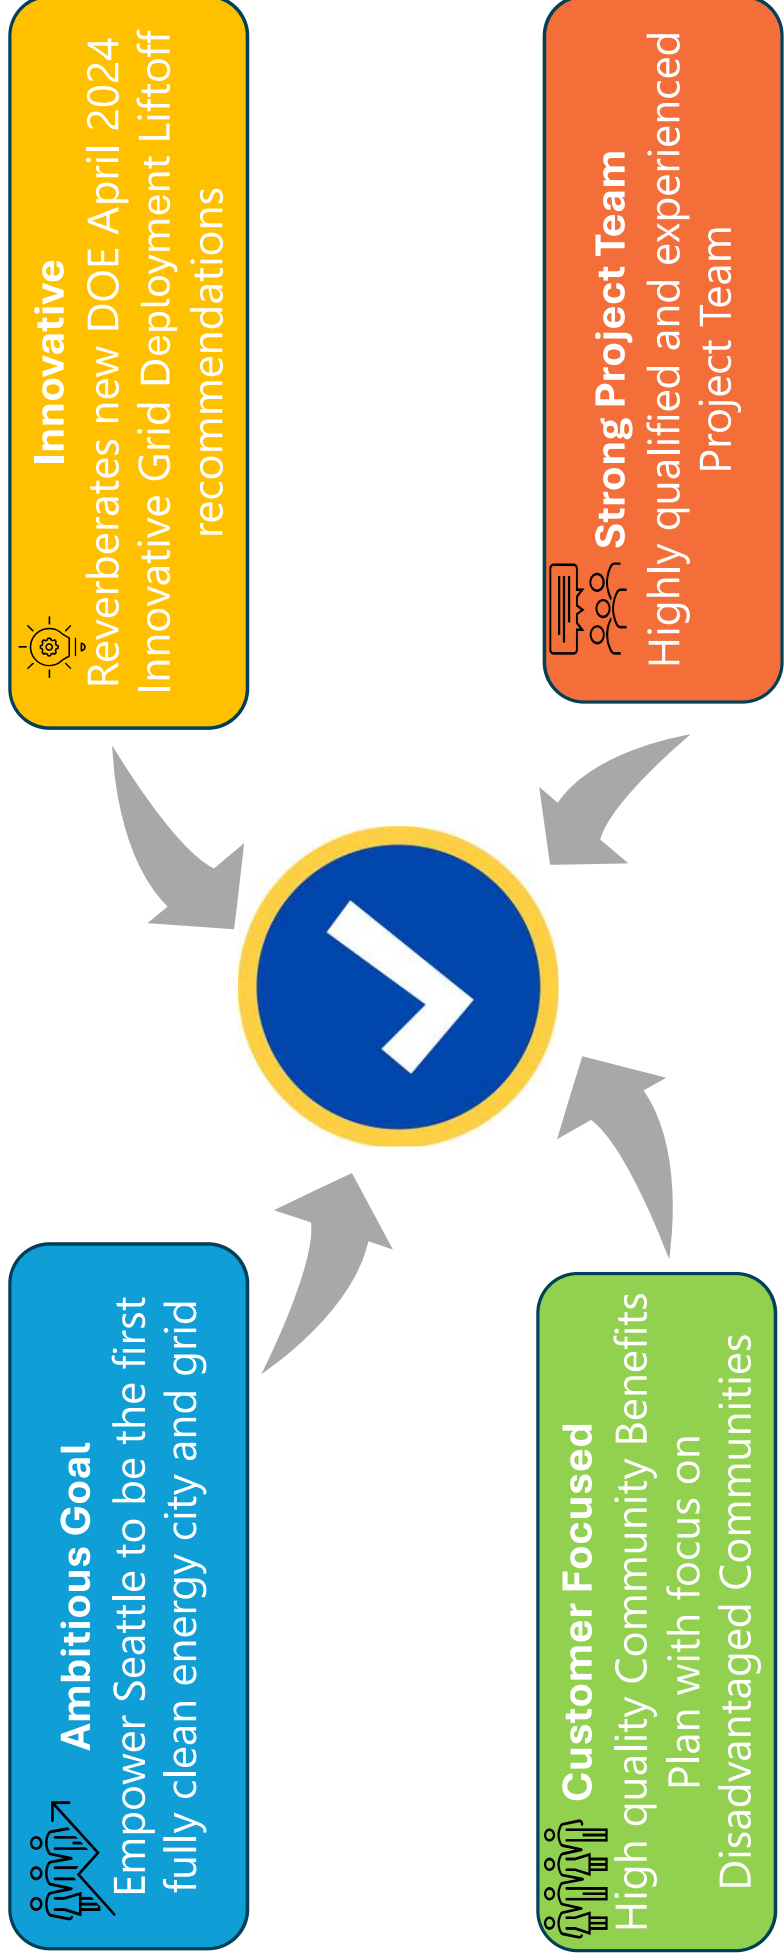 Ambitious Goal
Empower Seattle to be the first
fully clean energy city and grid
Innovative
Reverberates new DOE April 2024
Innovative Grid Deployment Liftoff
recommendations
Customer Focused
High quality Community Benefits
Plan with focus on
Disadvantaged Communities
Strong Project Team
Highly qualified and experienced
Project Team